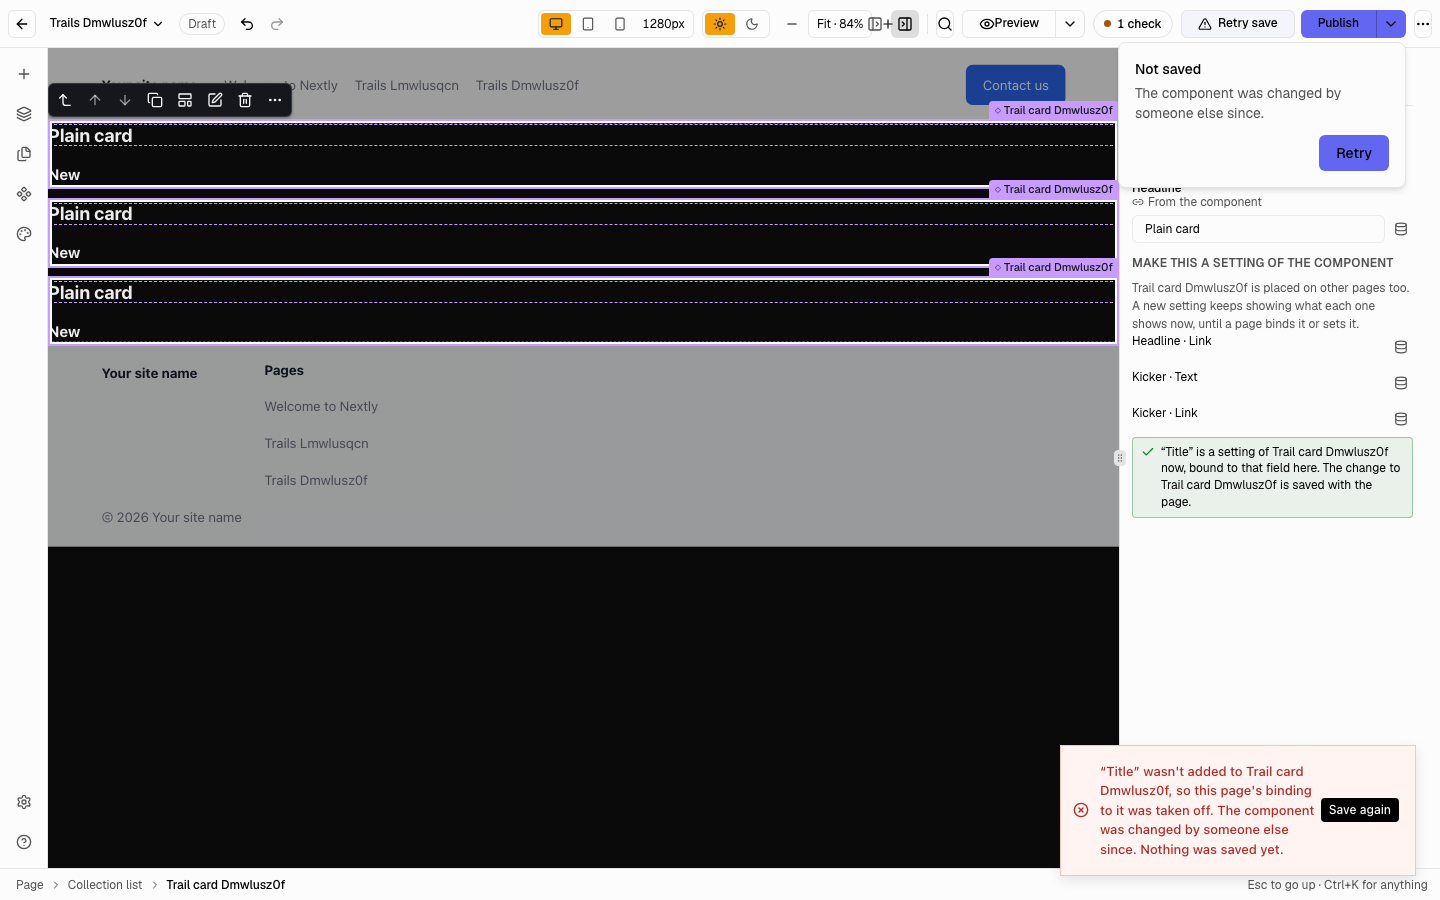 Trails Dmwlusz0f
Draft
1280px
Fit · 84%
Preview
1 check
Retry save
Publish
Not saved
The component was changed by
someone else since.
Retry
Welcome to Nextly
Trails Lmwlusqcn
Trails Dmwlusz0f
Contact us
Trail card Dmwlusz0f
Plain card
New
Trail card Dmwlusz0f
Plain card
New
Trail card Dmwlusz0f
Plain card
New
Your site name
Pages
Welcome to Nextly
Trails Lmwlusqcn
Trails Dmwlusz0f
© 2026 Your site name
Headline
From the component
Plain card
MAKE THIS A SETTING OF THE COMPONENT
Trail card Dmwlusz0f is placed on other pages too.
A new setting keeps showing what each one
shows now, until a page binds it or sets it.
Headline · Link
Kicker · Text
Kicker · Link
“Title” is a setting of Trail card Dmwlusz0f
now, bound to that field here. The change to
Trail card Dmwlusz0f is saved with the
page.
“Title” wasn't added to Trail card
Dmwlusz0f, so this page's binding
to it was taken off. The component
was changed by someone else
since. Nothing was saved yet.
Save again
Page
Collection list
Trail card Dmwlusz0f
Esc to go up · Ctrl+K for anything